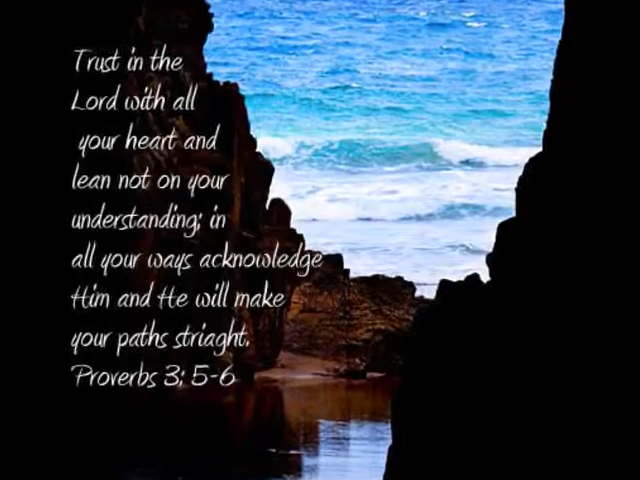 Trust in the
Lord with all
your heart and
lean not on your
understanding; in
all your ways acknowledge
Him and He will make
your paths striaght.
Proverbs 3: 5-6